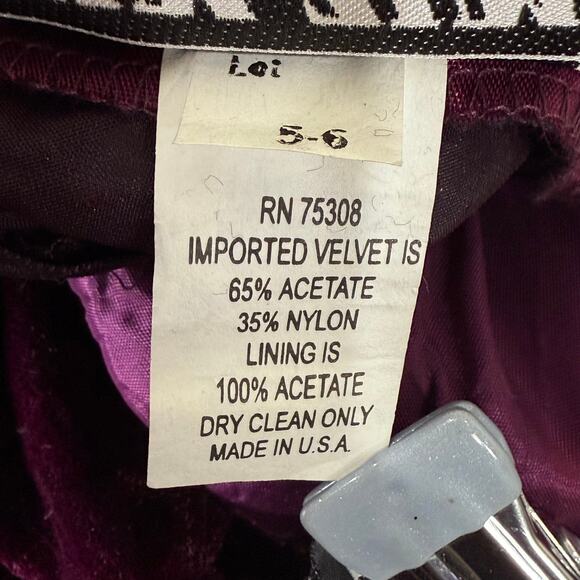 Lei
5-6
RN 75308
IMPORTED VELVET IS
65% ACETATE
35% NYLON
LINING IS
100% ACETATE
DRY CLEAN ONLY
MADE IN U.S.A.